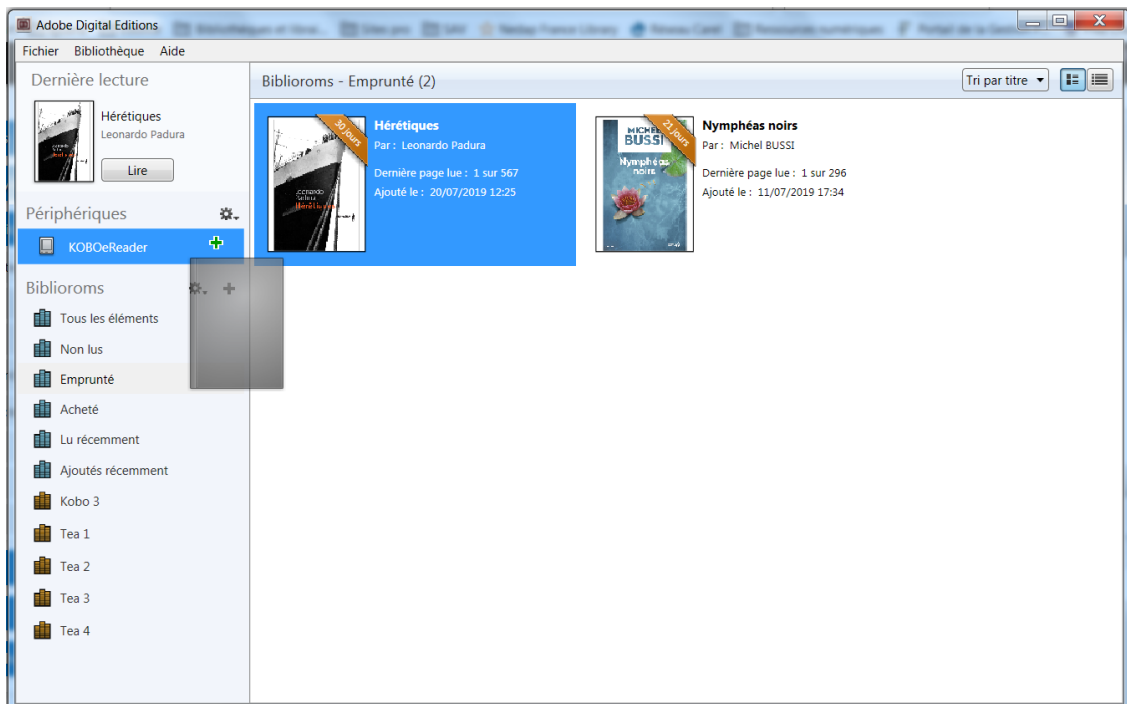 Adobe Digital Editions
Fichier Bibliothèque Aide
Dernière lecture
Hérétiques
Leonardo Padura
Lire
Périphériques
KOBOeReader
Biblioroms
Tous les éléments
Non lus
Emprunté
Acheté
Lu récemment
Ajoutés récemment
Kobo 3
Tea 1
Tea 2
Tea 3
Tea 4
Biblioroms - Emprunté (2)
Tri par titre
30 jours
Hérétiques
Par : Leonardo Padura
Dernière page lue : 1 sur 567
Ajouté le : 20/07/2019 12:25
21 jours
MICHEL
BUSSI
Nymphéas
noirs
Nymphéas noirs
Par : Michel BUSSI
Dernière page lue : 1 sur 296
Ajouté le : 11/07/2019 17:34